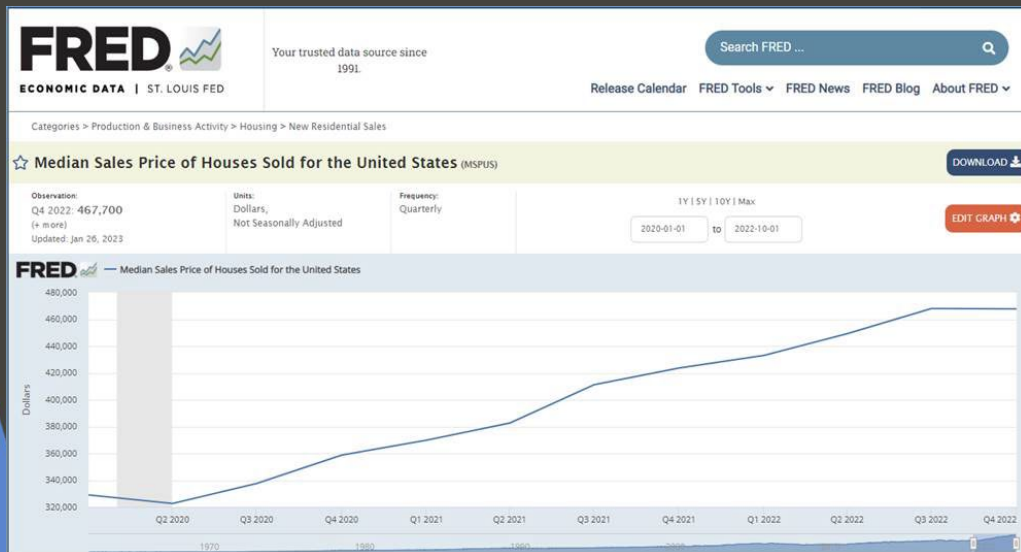 FRED®
ECONOMIC DATA | ST. LOUIS FED
Your trusted data source since
1991.
Search FRED ...
Release Calendar FRED Tools FRED News FRED Blog About FRED
Categories > Production & Business Activity > Housing > New Residential Sales
Median Sales Price of Houses Sold for the United States (MSPUS)
DOWNLOAD
Observation:
Q4 2022: 467,700
(+ more)
Updated: Jan 26, 2023
Units:
Dollars,
Not Seasonally Adjusted
Frequency:
Quarterly
1Y | 5Y | 10Y | Max
2020-01-01 to 2022-10-01
EDIT GRAPH
FRED — Median Sales Price of Houses Sold for the United States
480,000
460,000
440,000
420,000
400,000
380,000
360,000
340,000
320,000
Dollars
Q2 2020 Q3 2020 Q4 2020 Q1 2021 Q2 2021 Q3 2021 Q4 2021 Q1 2022 Q2 2022 Q3 2022 Q4 2022
1970 1980 1990